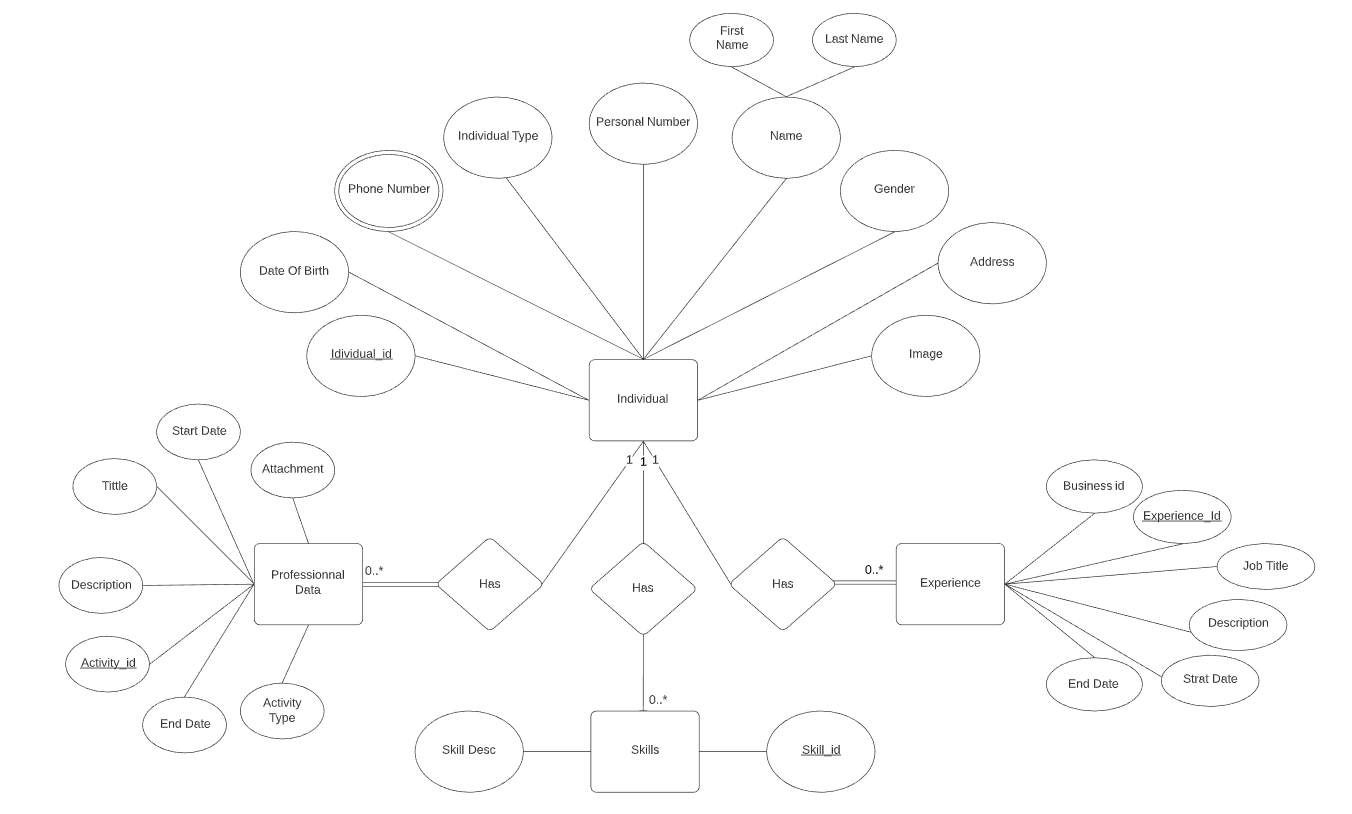 First
Name
Last Name
Individual Type
Personal Number
Name
Phone Number
Gender
Date Of Birth
Address
Idividual_id
Image
Individual
Start Date
Attachment
Tittle
1
1
1
Business id
Experience_Id
Professionnal
Data
0..*
Has
Has
Has
0..*
Experience
Job Title
Description
Description
Activity_id
Strat Date
End Date
Activity
Type
End Date
0..*
Skill Desc
Skills
Skill_id